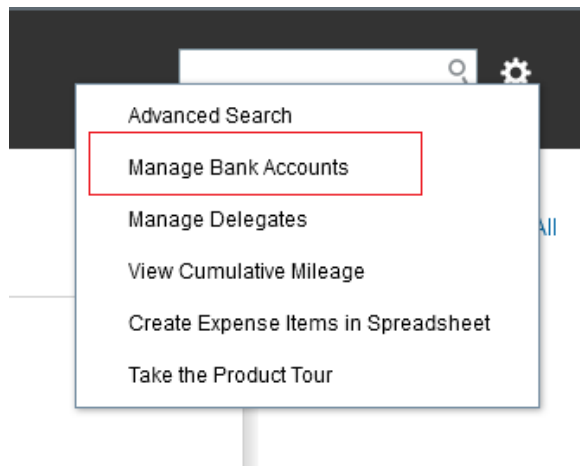 Advanced Search
Manage Bank Accounts
Manage Delegates
All
View Cumulative Mileage
Create Expense Items in Spreadsheet
Take the Product Tour